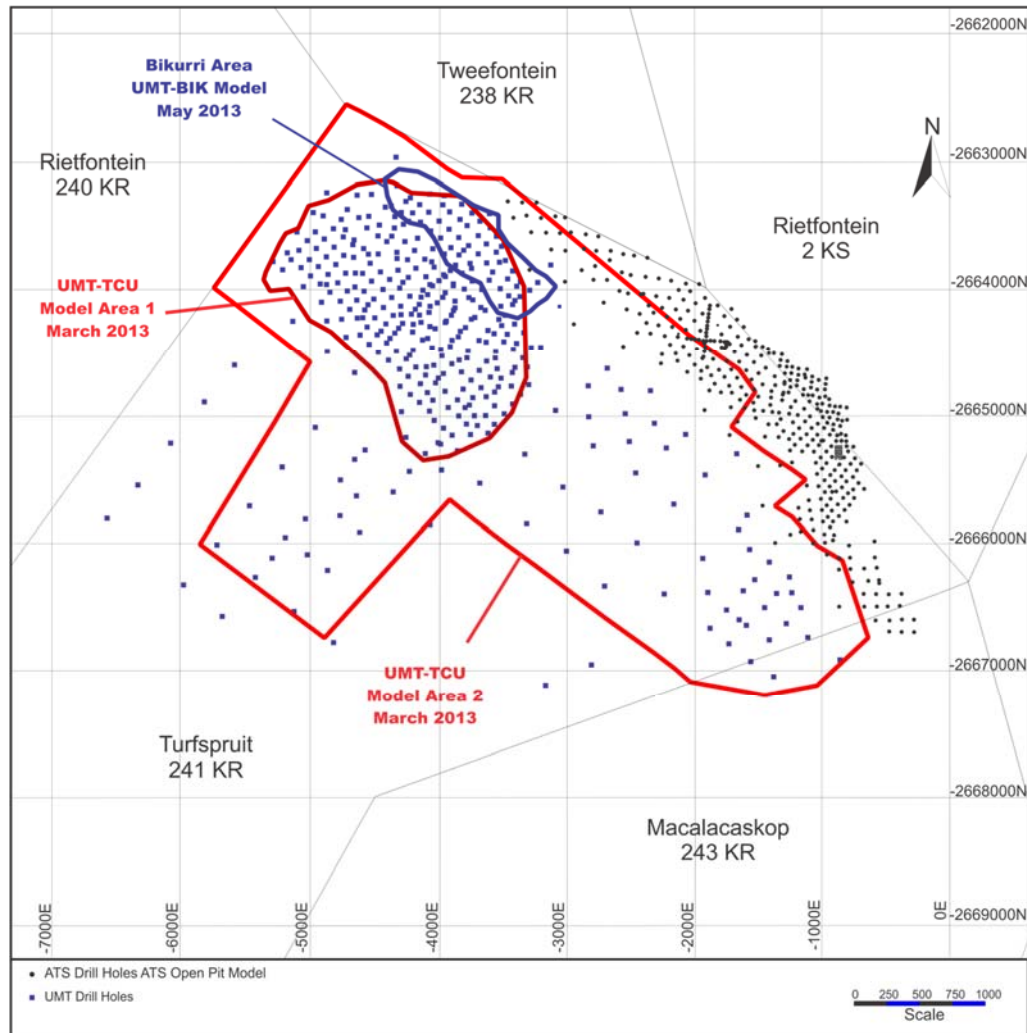 -2662000N
Bikurri Area
UMT-BIK Model
May 2013
Tweefontein
238 KR
N
-2663000N
Rietfontein
240 KR
Rietfontein
2 KS
UMT-TCU
Model Area 1
March 2013
-2664000N
-2665000N
-2666000N
UMT-TCU
Model Area 2
March 2013
-2667000N
Turfspruit
241 KR
-2668000N
Macalacaskop
243 KR
-2669000N
-7000E
-6000E
-5000E
-4000E
-3000E
-2000E
-1000E
0E
ATS Drill Holes ATS Open Pit Model
UMT Drill Holes
0 250 500 750 1000
Scale